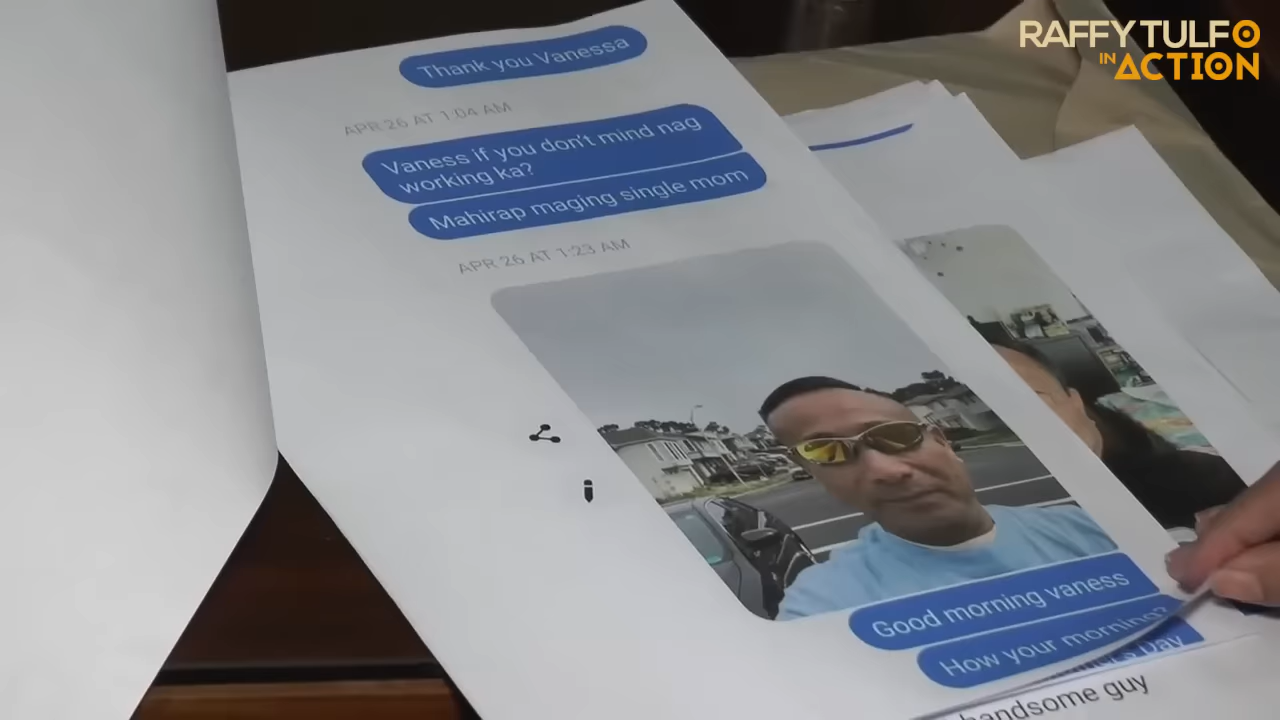 RAFFY TULFO
IN ACTION
Thank you Vanessa
APR 26 AT 1:04 AM
Vaness if you don't mind nag
working ka?
Mahirap maging single mom
APR 26 AT 1:23 AM
Good morning vaness
How your morning?
Day
handsome guy